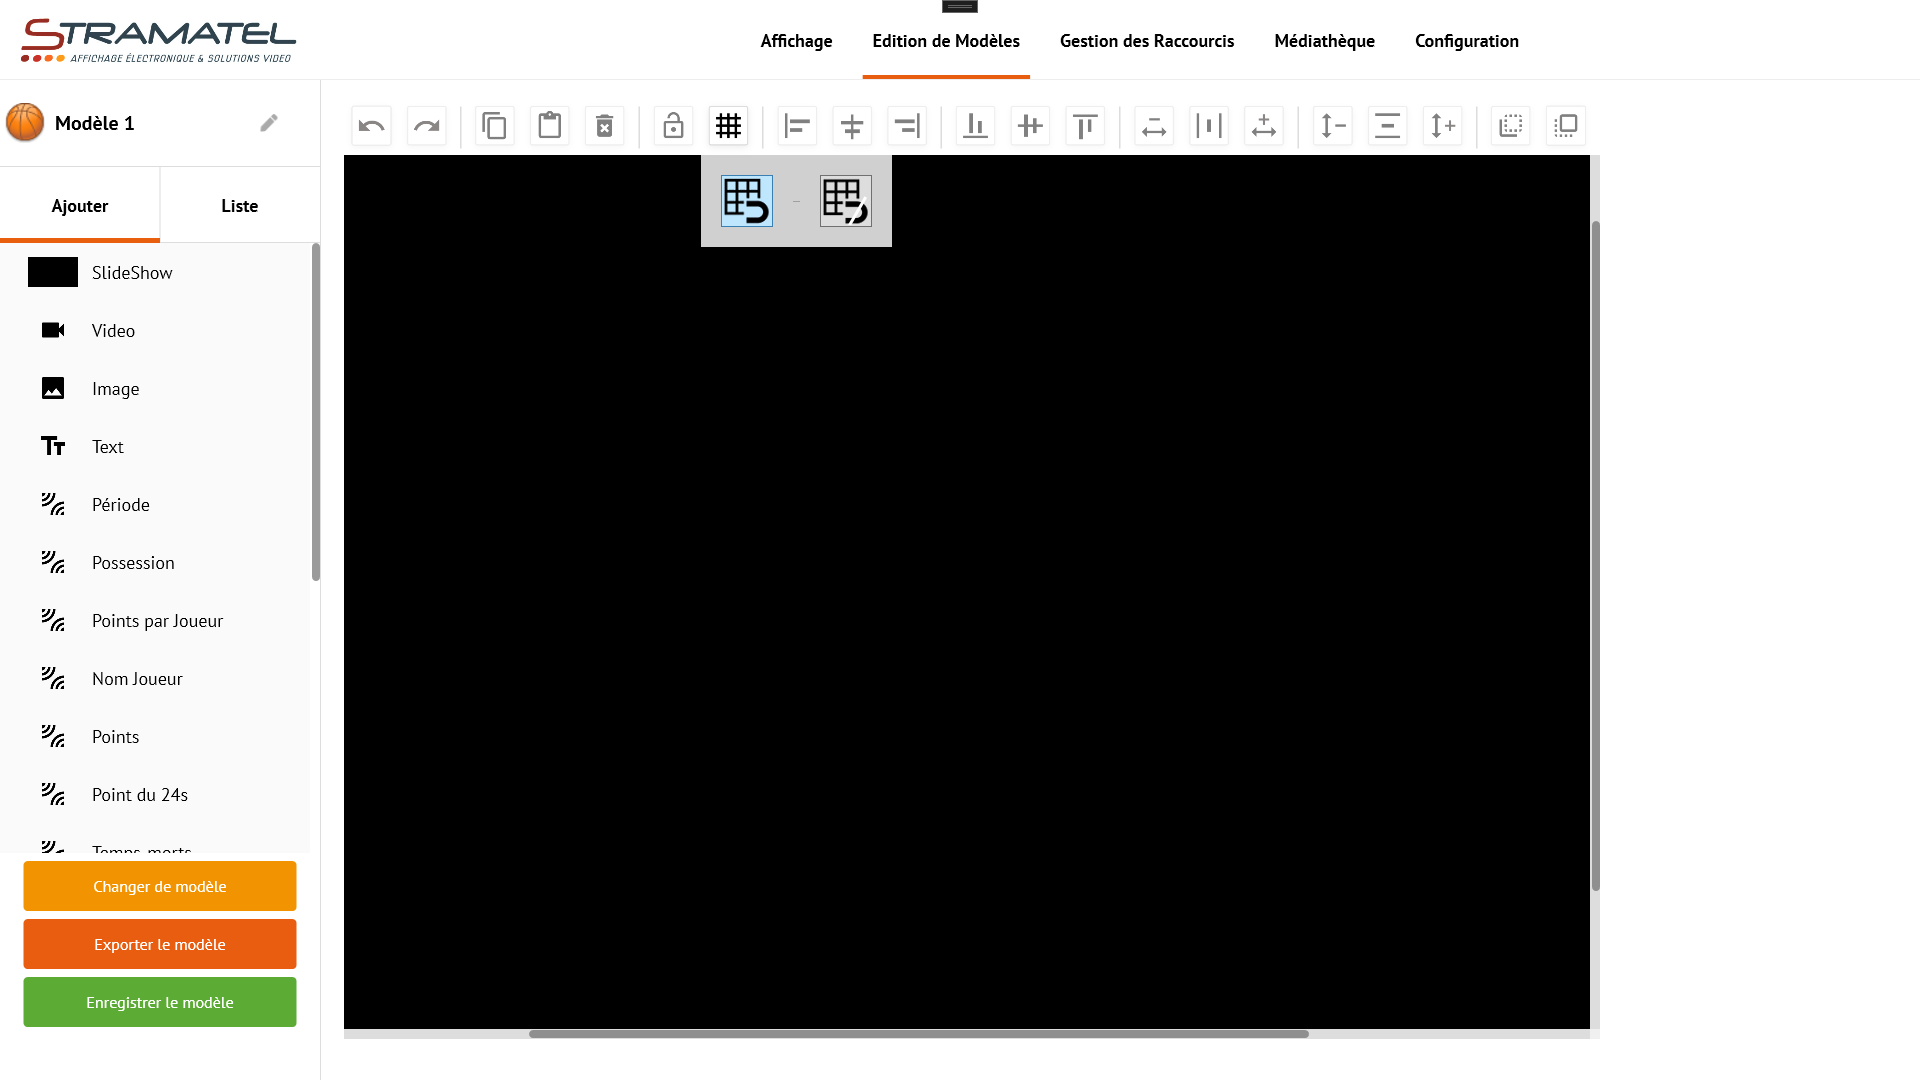 STRAMATEL
AFFICHAGE ÉLECTRONIQUE & SOLUTIONS VIDEO
Affichage
Edition de Modèles
Gestion des Raccourcis
Médiathèque
Configuration
Modèle 1
Ajouter
Liste
SlideShow
Video
Image
Text
Période
Possession
Points par Joueur
Nom Joueur
Points
Point du 24s
Temps-morts
Changer de modèle
Exporter le modèle
Enregistrer le modèle